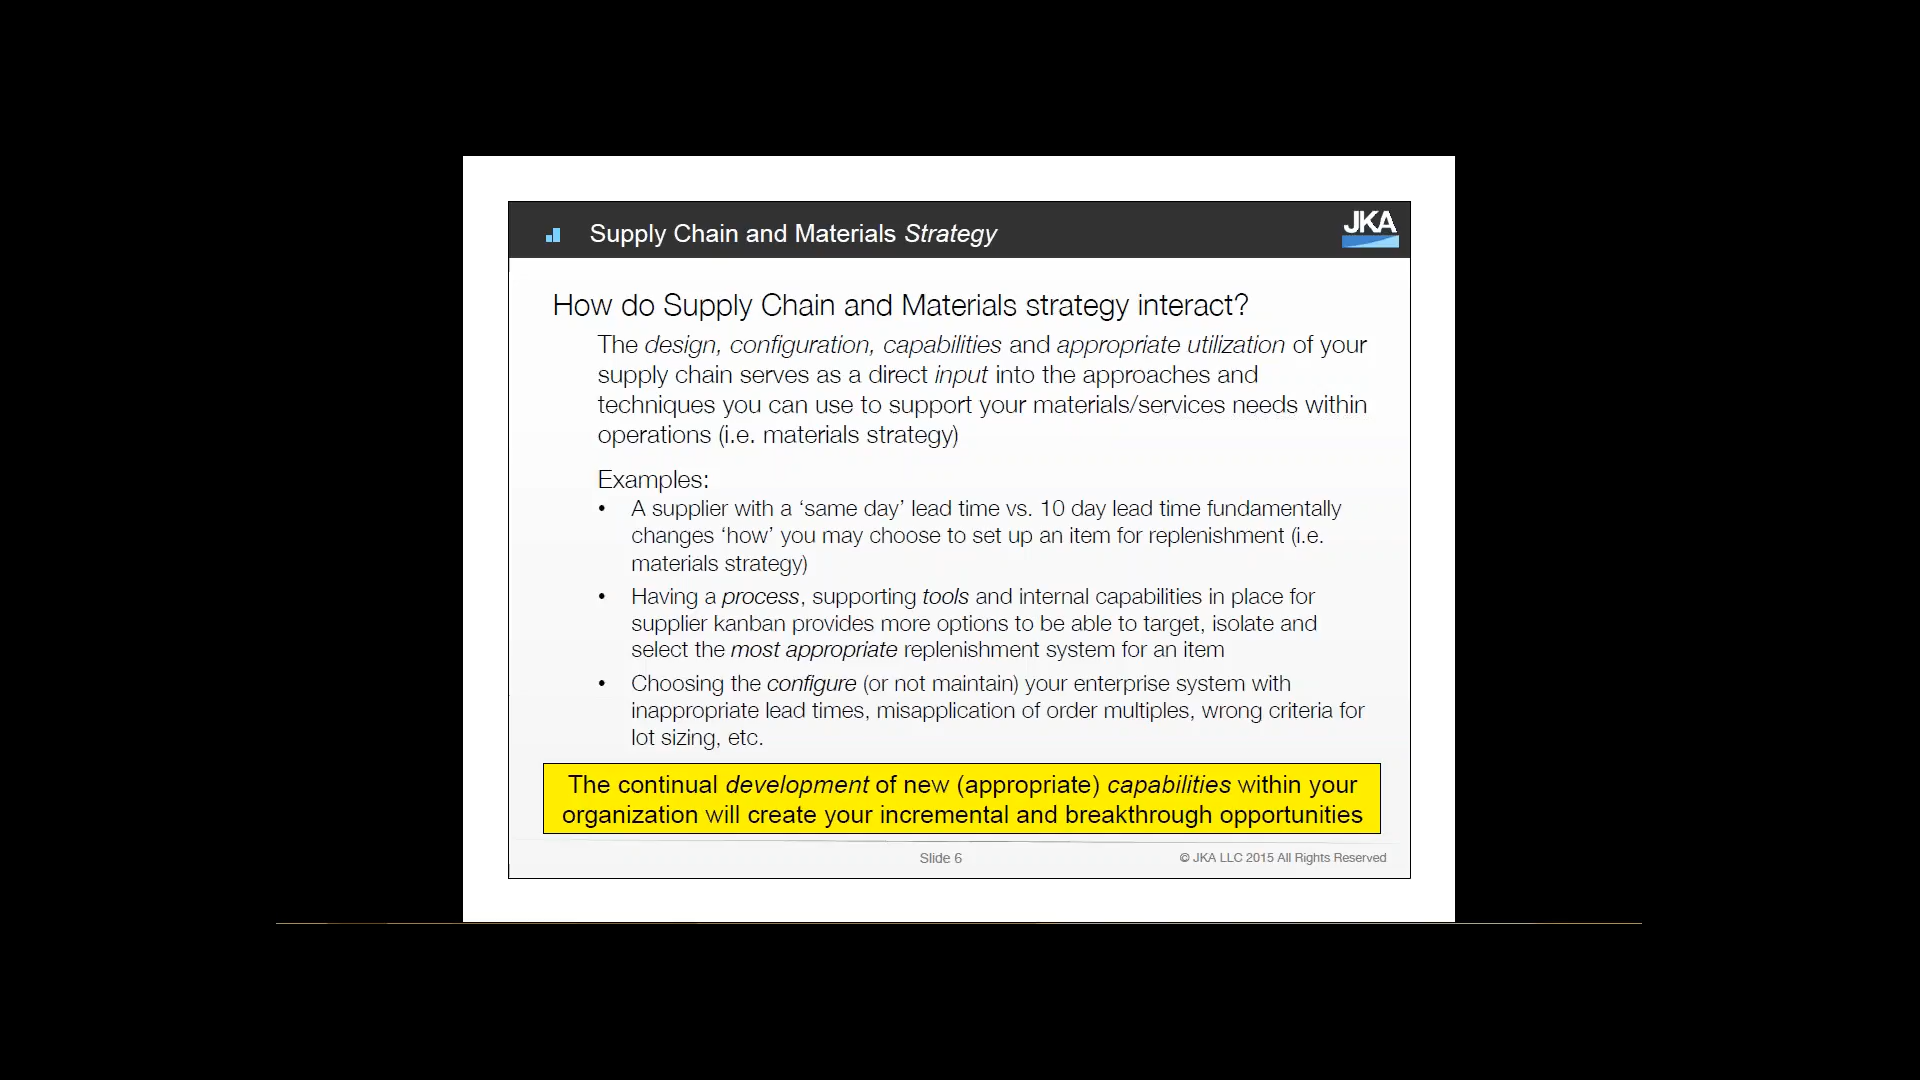 Supply Chain and Materials Strategy
JKA
How do Supply Chain and Materials strategy interact?
The design, configuration, capabilities and appropriate utilization of your
supply chain serves as a direct input into the approaches and
techniques you can use to support your materials/services needs within
operations (i.e. materials strategy)
Examples:
• A supplier with a ‘same day’ lead time vs. 10 day lead time fundamentally
changes ‘how’ you may choose to set up an item for replenishment (i.e.
materials strategy)
• Having a process, supporting tools and internal capabilities in place for
supplier kanban provides more options to be able to target, isolate and
select the most appropriate replenishment system for an item
• Choosing the configure (or not maintain) your enterprise system with
inappropriate lead times, misapplication of order multiples, wrong criteria for
lot sizing, etc.
The continual development of new (appropriate) capabilities within your
organization will create your incremental and breakthrough opportunities
Slide 6
© JKA LLC 2015 All Rights Reserved